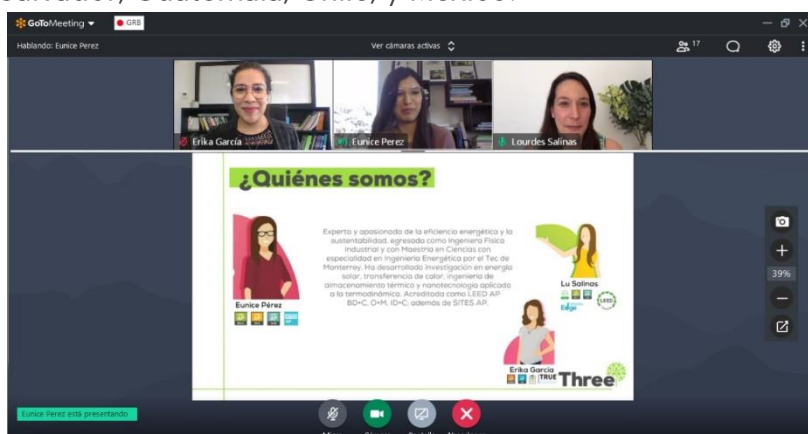 Salvador, Guatemala, Chile, y México.
GoToMeeting
GRB
Hablando: Eunice Perez
Ver cámaras activas
17
Erika García
Eunice Perez
Lourdes Salinas
¿Quiénes somos?
Experta y apasionada de la eficiencia energética y la
sustentabilidad, egresada como Ingeniera Física
Industrial y con Maestría en Ciencias con
especialidad en Ingeniería Energética por el Tec de
Monterrey. Ha desarrollado investigación en energía
solar, transferencia de calor, ingeniería de
almacenamiento térmico y nanotecnología aplicado
a la termodinámica. Acreditada como LEED AP
BD+C, O+M, ID+C; además de SITES AP.
Eunice Pérez
Lu Salinas
Edge
LEED
Erika García
TRUE
Three
39%
Eunice Perez está presentando